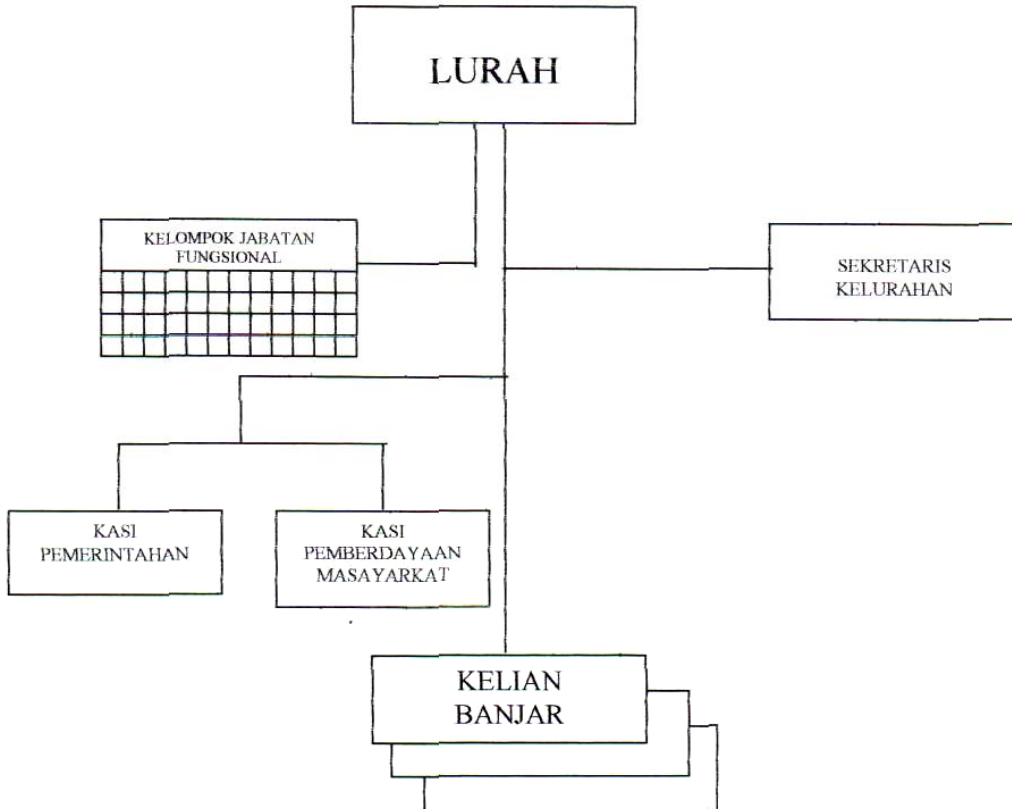 LURAH
KELOMPOK JABATAN
FUNGSIONAL
SEKRETARIS
KELURAHAN
KASI
PEMERINTAHAN
KASI
PEMBERDAYAAN
MASAYARKAT
KELIAN
BANJAR